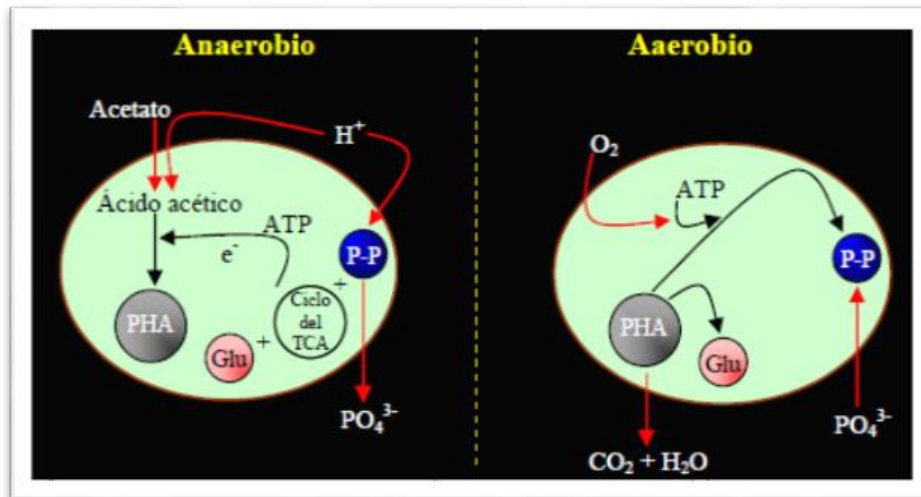 Anaerobio
Acetato
H⁺
Ácido acético
ATP
e⁻
P-P
+
PHA
Ciclo
del
TCA
+
Glu
PO₄³⁻
Aaerobio
O₂
ATP
P-P
PHA
Glu
CO₂ + H₂O
PO₄³⁻